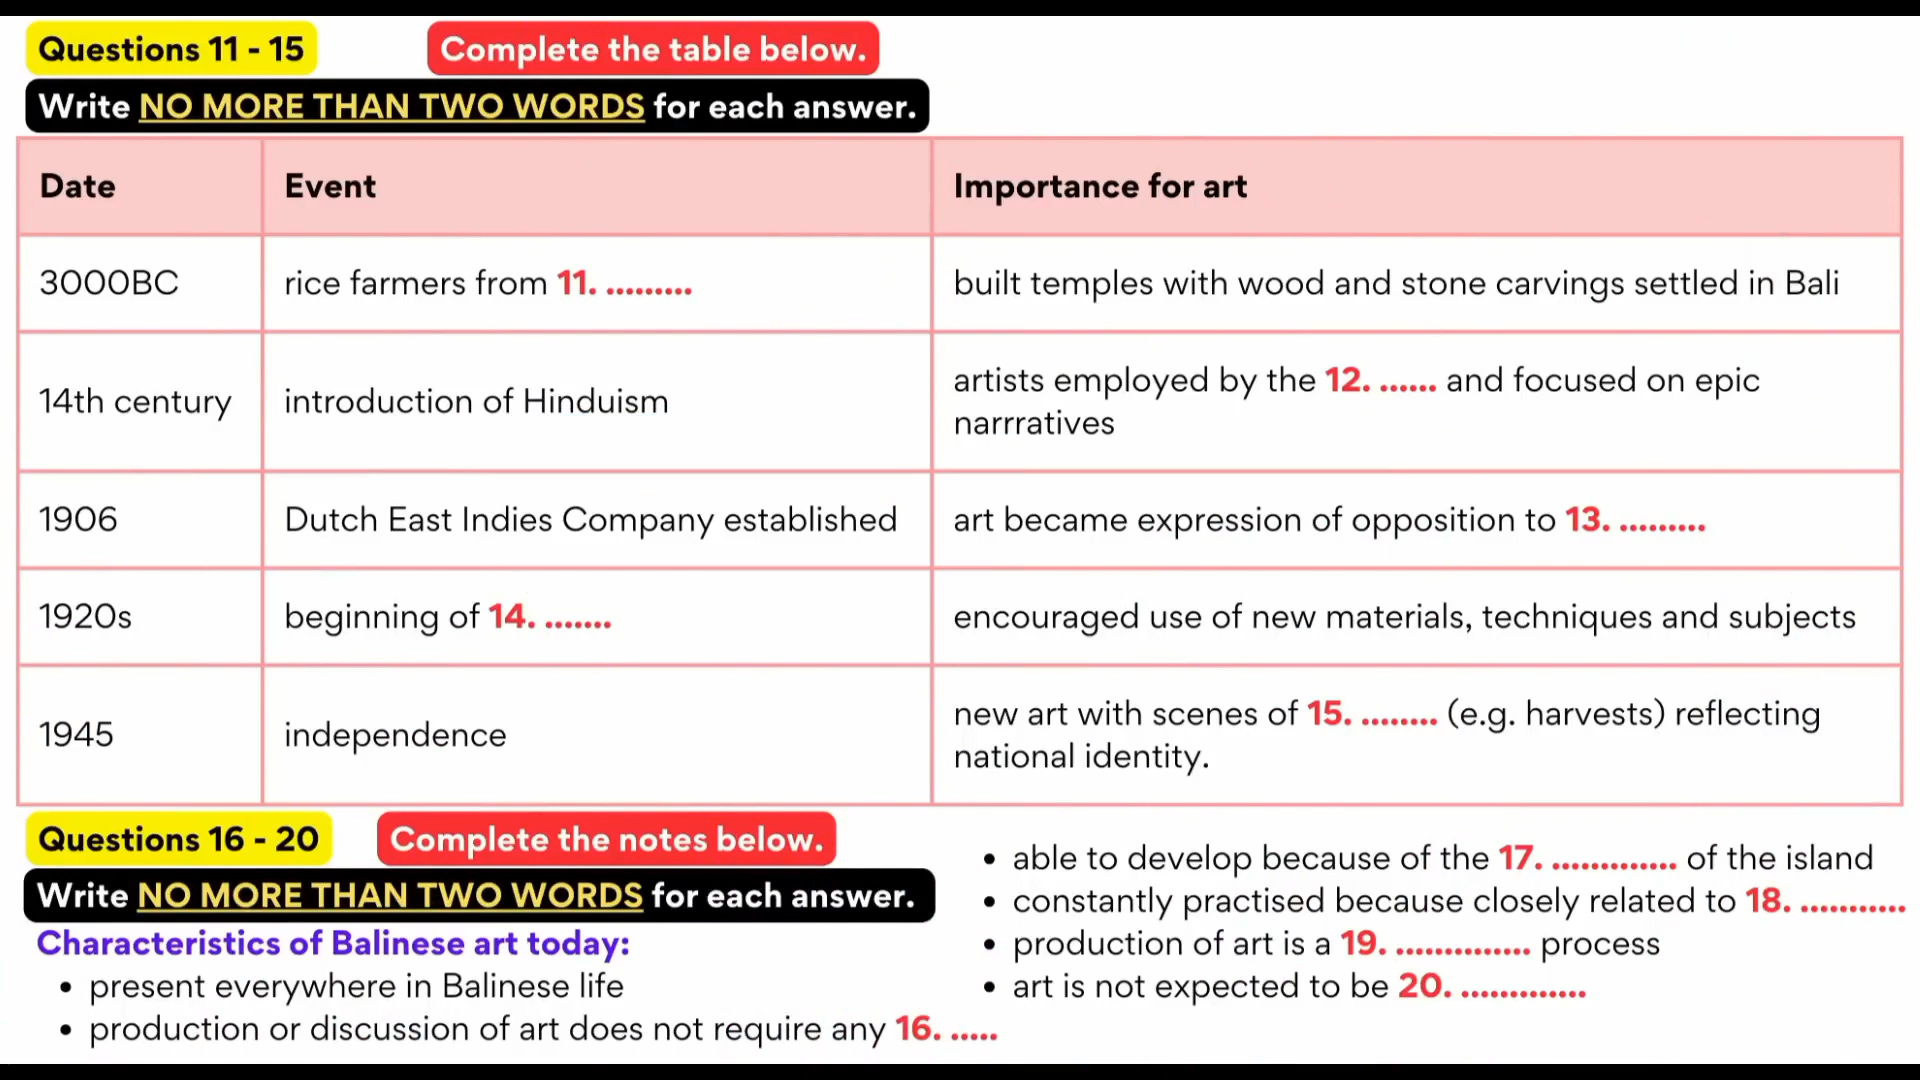 Questions 11 - 15
Complete the table below.
Write NO MORE THAN TWO WORDS for each answer.
Date
Event
Importance for art
3000BC
rice farmers from 11. .........
built temples with wood and stone carvings settled in Bali
14th century
introduction of Hinduism
artists employed by the 12. ...... and focused on epic
narrratives
1906
Dutch East Indies Company established
art became expression of opposition to 13. .........
1920s
beginning of 14. .......
encouraged use of new materials, techniques and subjects
1945
independence
new art with scenes of 15. ........ (e.g. harvests) reflecting
national identity.
Questions 16 - 20
Complete the notes below.
Write NO MORE THAN TWO WORDS for each answer.
Characteristics of Balinese art today:
• present everywhere in Balinese life
• production or discussion of art does not require any 16. .....
• able to develop because of the 17. ............. of the island
• constantly practised because closely related to 18. ...........
• production of art is a 19. .............. process
• art is not expected to be 20. .............